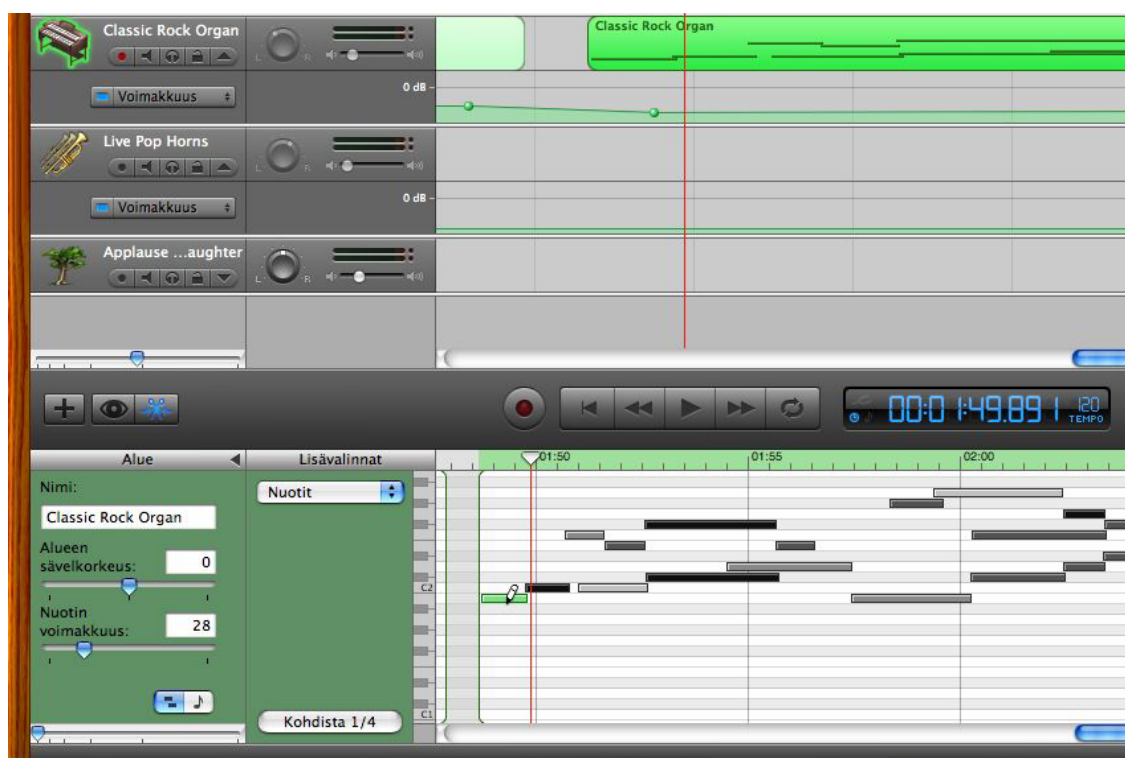 Classic Rock Organ
Classic Rock Organ
L R
Voimakkuus
0 dB
Live Pop Horns
L R
Voimakkuus
0 dB
Applause ...aughter
L R
00:01:49.891
120
TEMPO
Alue
Lisävalinnat
01:50
01:55
02:00
Nimi:
Classic Rock Organ
Alueen
sävelkorkeus: 0
Nuotin
voimakkuus: 28
Nuotit
Kohdista 1/4
C2
C1